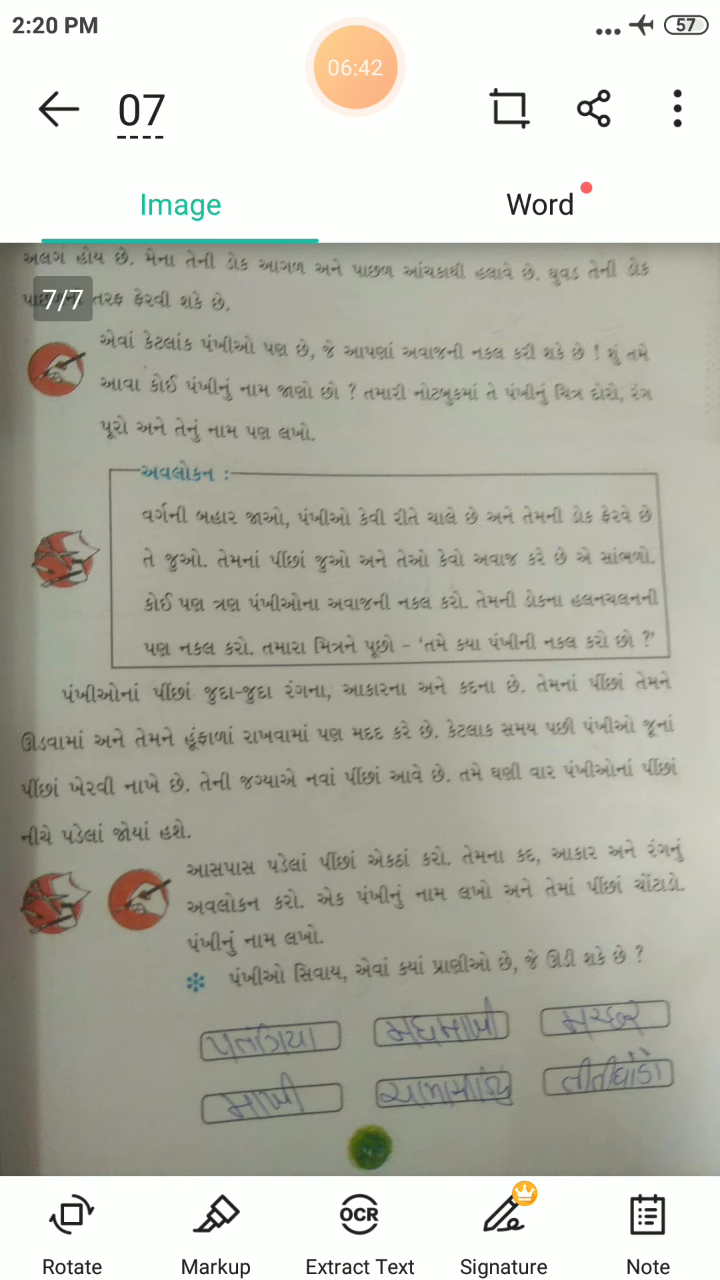 2:20 PM
57
06:42
07
Image Word
અલગ હોય છે. મેના તેની ડોક આગળ અને પાછળ આંચકાથી હલાવે છે. ઘુવડ તેની ડોક
7/7
તરફ ફેરવી શકે છે.
એવાં કેટલાંક પંખીઓ પણ છે, જે આપણાં અવાજની નકલ કરી શકે છે ! શું તમે
આવા કોઈ પંખીનું નામ જાણો છો ? તમારી નોટબુકમાં તે પંખીનું ચિત્ર દોરો, રંગ
પૂરો અને તેનું નામ પણ લખો.
અવલોકન :
વર્ગની બહાર જાઓ, પંખીઓ કેવી રીતે ચાલે છે અને તેમની ડોક ફેરવે છે
તે જુઓ. તેમનાં પીંછાં જુઓ અને તેઓ કેવો અવાજ કરે છે એ સાંભળો.
કોઈ પણ ત્રણ પંખીઓના અવાજની નકલ કરો. તેમની ડોકના હલનચલનની
પણ નકલ કરો. તમારા મિત્રને પૂછો – ‘તમે ક્યા પંખીની નકલ કરો છો ?’
પંખીઓનાં પીંછાં જુદા-જુદા રંગના, આકારના અને કદના છે. તેમનાં પીંછાં તેમને
ઊડવામાં અને તેમને હૂંફાળાં રાખવામાં પણ મદદ કરે છે. કેટલાક સમય પછી પંખીઓ જૂનાં
પીંછાં ખેરવી નાખે છે. તેની જગ્યાએ નવાં પીંછાં આવે છે. તમે ઘણી વાર પંખીઓનાં પીંછાં
નીચે પડેલાં જોયાં હશે.
આસપાસ પડેલાં પીંછાં એકઠાં કરો. તેમના કદ, આકાર અને રંગનું
અવલોકન કરો. એક પંખીનું નામ લખો અને તેમાં પીંછાં ચોંટાડો.
પંખીનું નામ લખો.
પંખીઓ સિવાય, એવાં ક્યાં પ્રાણીઓ છે, જે ઊડી શકે છે ?
પતંગિયા મધમાખી મચ્છર
માખી તીતીઘોડો
Rotate Markup Extract Text Signature Note
OCR